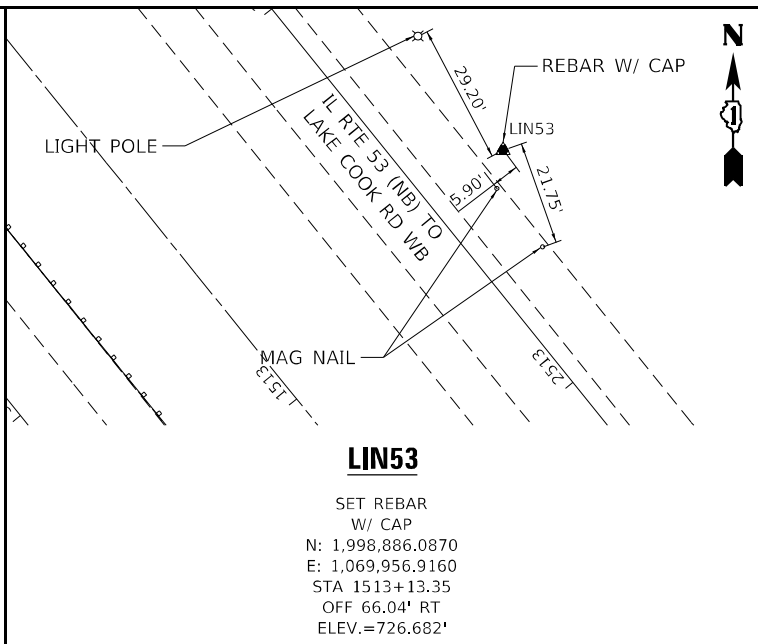 N
1
29.20'
REBAR W/ CAP
LIN53
LIGHT POLE
IL RTE 53 (NB) TO
LAKE COOK RD WB
5.90'
21.75'
MAG NAIL
1513
2513
LIN53
SET REBAR
W/ CAP
N: 1,998,886.0870
E: 1,069,956.9160
STA 1513+13.35
OFF 66.04' RT
ELEV.=726.682'